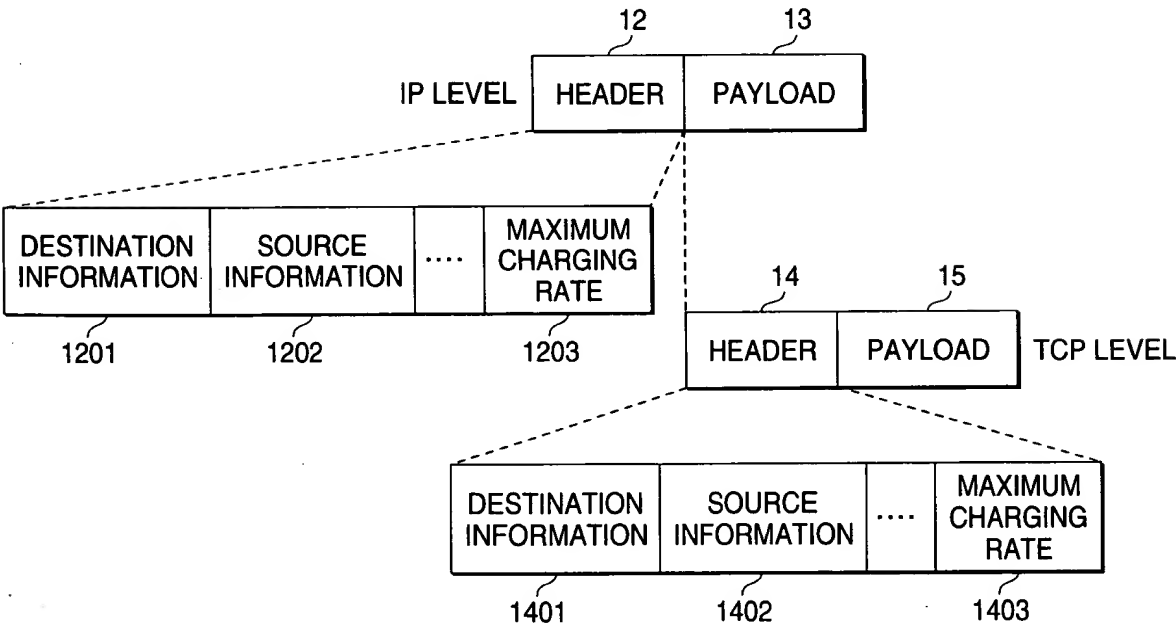 12 13
IP LEVEL HEADER PAYLOAD
DESTINATION INFORMATION SOURCE INFORMATION .... MAXIMUM CHARGING RATE
1201 1202 1203
14 15
HEADER PAYLOAD TCP LEVEL
DESTINATION INFORMATION SOURCE INFORMATION .... MAXIMUM CHARGING RATE
1401 1402 1403